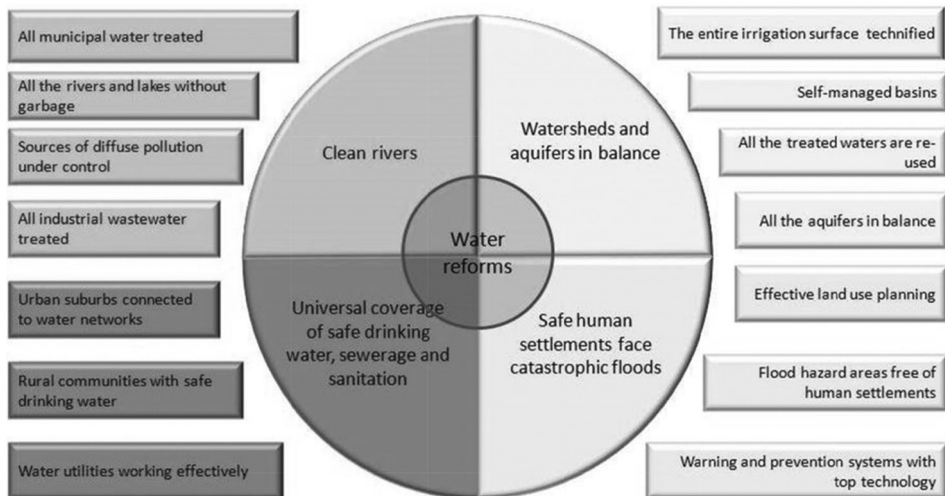 All municipal water treated
All the rivers and lakes without
garbage
Sources of diffuse pollution
under control
All industrial wastewater
treated
Urban suburbs connected
to water networks
Rural communities with safe
drinking water
Water utilities working effectively
Clean rivers
Watersheds and
aquifers in balance
Water
reforms
Universal coverage
of safe drinking
water, sewerage and
sanitation
Safe human
settlements face
catastrophic floods
The entire irrigation surface technified
Self-managed basins
All the treated waters are re-
used
All the aquifers in balance
Effective land use planning
Flood hazard areas free of
human settlements
Warning and prevention systems with
top technology